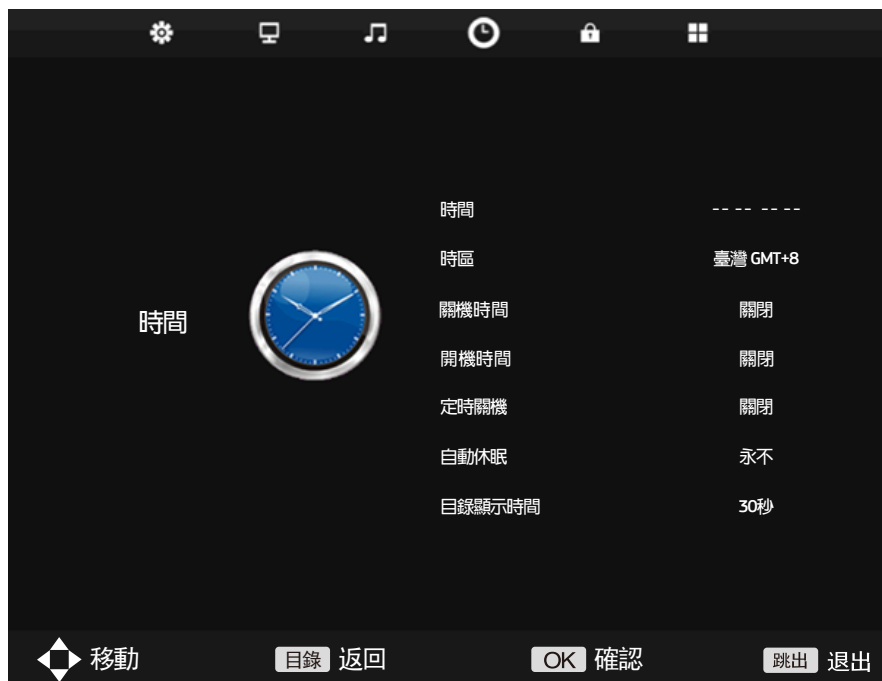 時間 -- -- -- --
時區 臺灣 GMT+8
關機時間 關閉
時間
開機時間 關閉
定時關機 關閉
自動休眠 永不
目錄顯示時間 30秒
移動 目錄 返回 OK 確認 跳出 退出